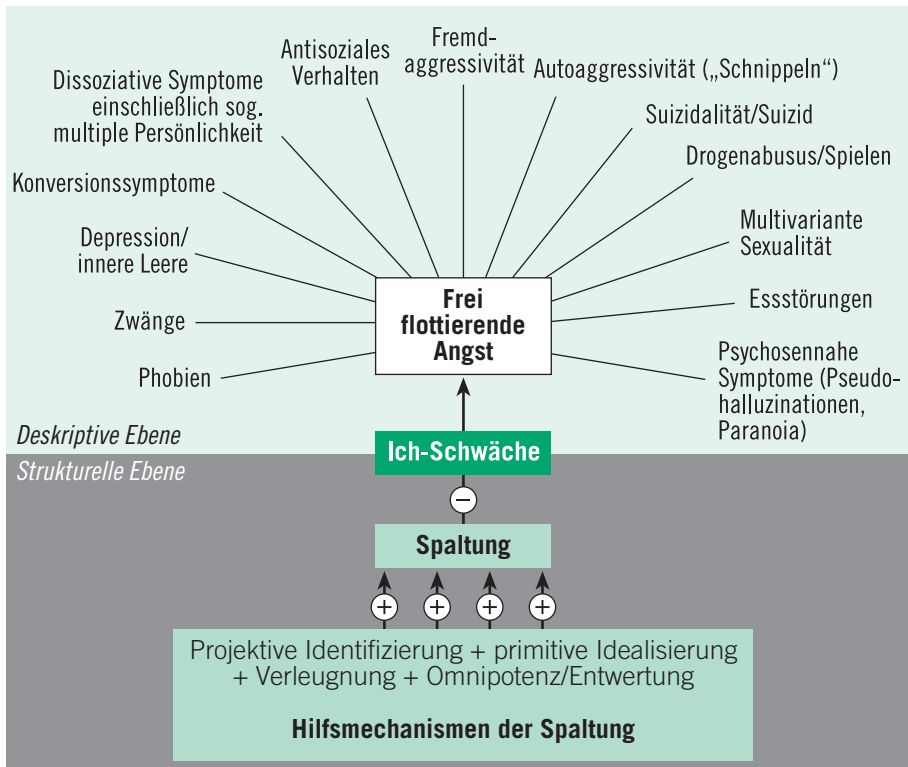 Fremd-
aggressivität
Antisoziales
Verhalten
Autoaggressivität („Schnippeln“)
Dissoziative Symptome
einschließlich sog.
multiple Persönlichkeit
Suizidalität/Suizid
Drogenabusus/Spielen
Konversionssymptome
Multivariante
Sexualität
Depression/
innere Leere
Essstörungen
Zwänge
Phobien
Psychosennahe
Symptome (Pseudo-
halluzinationen,
Paranoia)
Frei
flottierende
Angst
Deskriptive Ebene
Ich-Schwäche
Strukturelle Ebene
−
Spaltung
+ + + +
Projektive Identifizierung + primitive Idealisierung
+ Verleugnung + Omnipotenz/Entwertung
Hilfsmechanismen der Spaltung